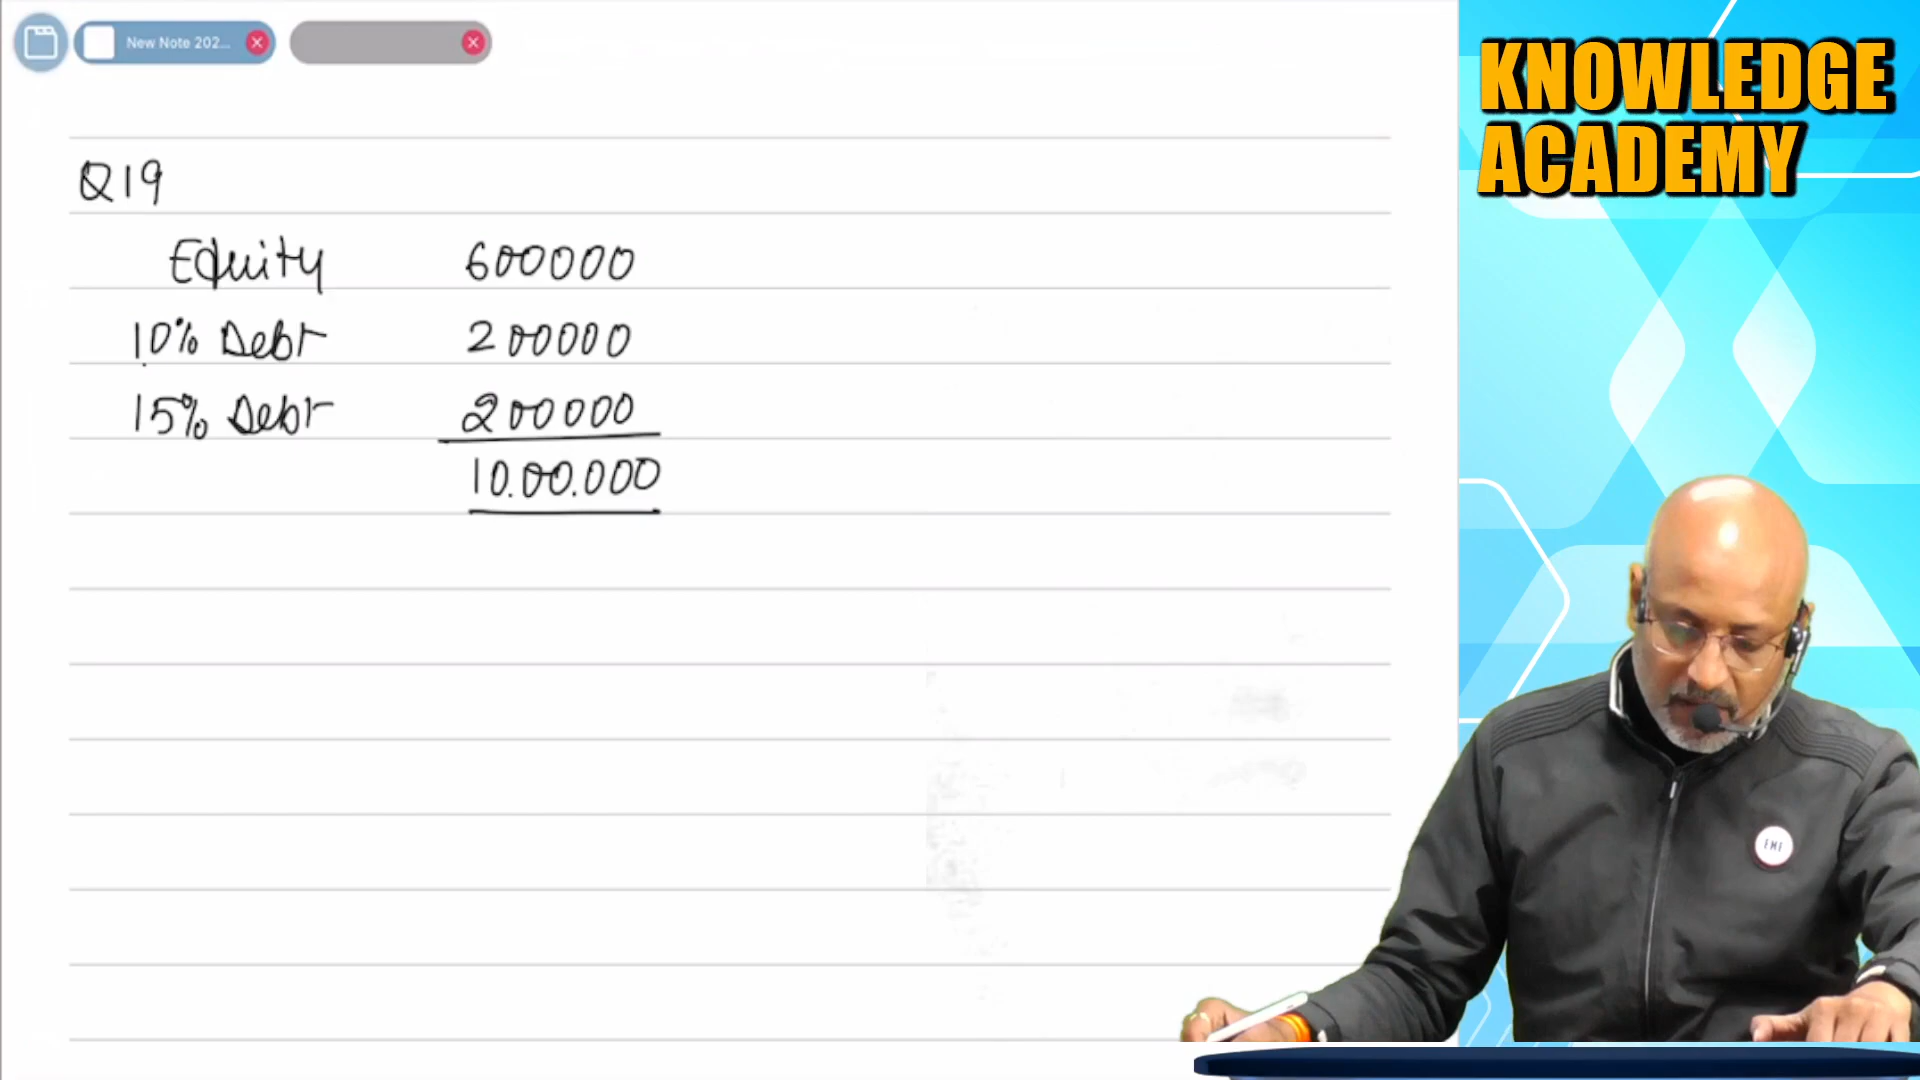 New Note 202...
KNOWLEDGE
ACADEMY
Q19
Equity 600000
10% Debt 200000
15% Debt 200000
10.00.000